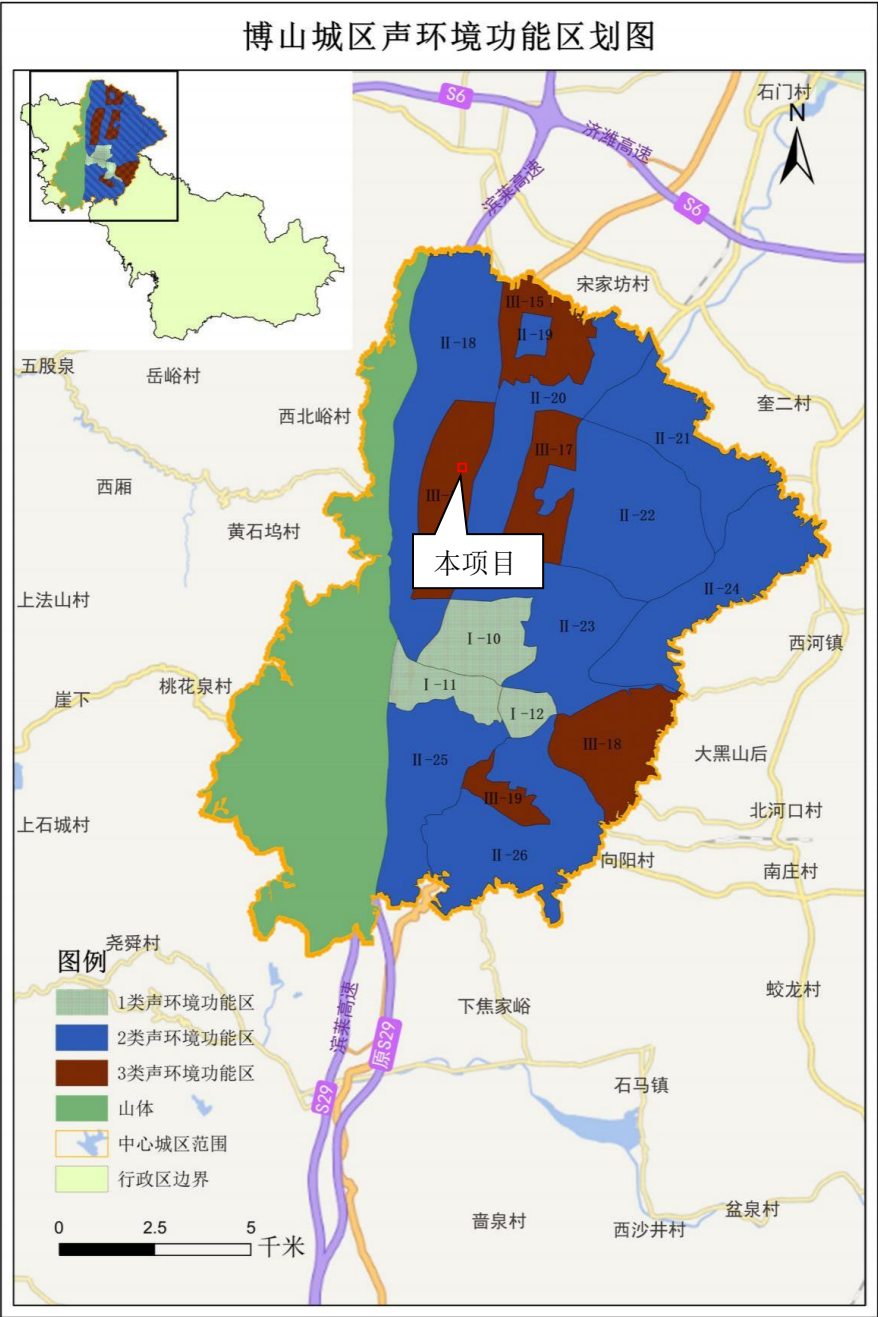 博山城区声环境功能区划图
石门村
N
S6
济潍高速
滨莱高速
S6
宋家坊村
III-15
II-19
II-18
五股泉
岳峪村
西北峪村
II-20
奎二村
III-17
II-21
西厢
III-
II-22
黄石坞村
本项目
上法山村
II-24
II-23
西河镇
I-10
桃花泉村
I-11
崖下
I-12
III-18
大黑山后
II-25
III-19
北河口村
上石城村
II-26
向阳村
南庄村
尧舜村
图例
1类声环境功能区
2类声环境功能区
3类声环境功能区
山体
中心城区范围
行政区边界
滨莱高速
原S29
S29
下焦家峪
蛟龙村
石马镇
盆泉村
啬泉村
西沙井村
0 2.5 5
千米